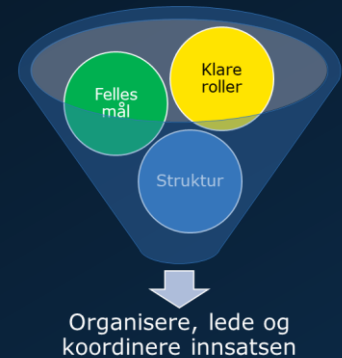 Klare
roller
Felles
mål
Struktur
Organisere, lede og
koordinere innsatsen